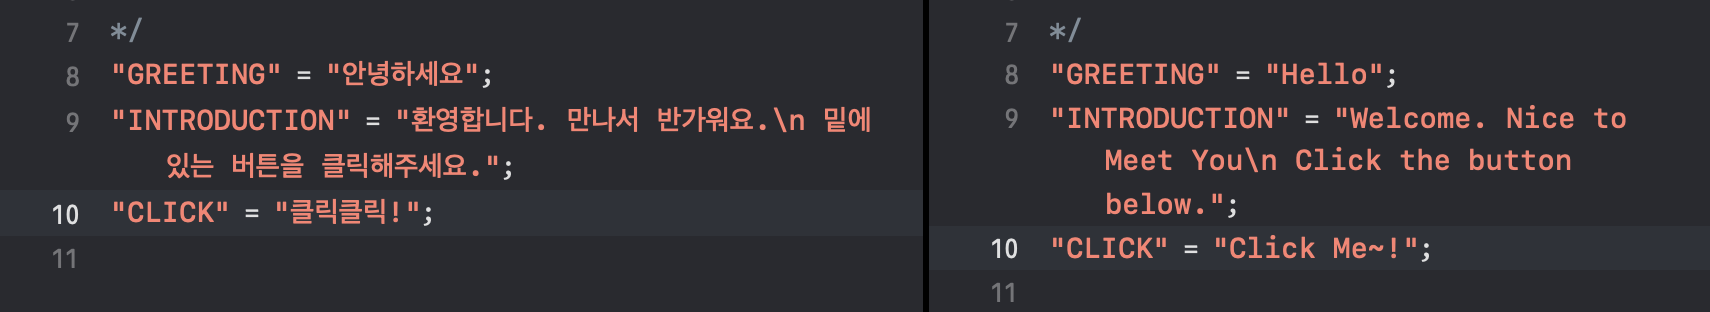 7 */
8 "GREETING" = "안녕하세요";
9 "INTRODUCTION" = "환영합니다. 만나서 반가워요.\n 밑에
있는 버튼을 클릭해주세요.";
10 "CLICK" = "클릭클릭!";
11
7 */
8 "GREETING" = "Hello";
9 "INTRODUCTION" = "Welcome. Nice to
Meet You\n Click the button
below.";
10 "CLICK" = "Click Me~!";
11